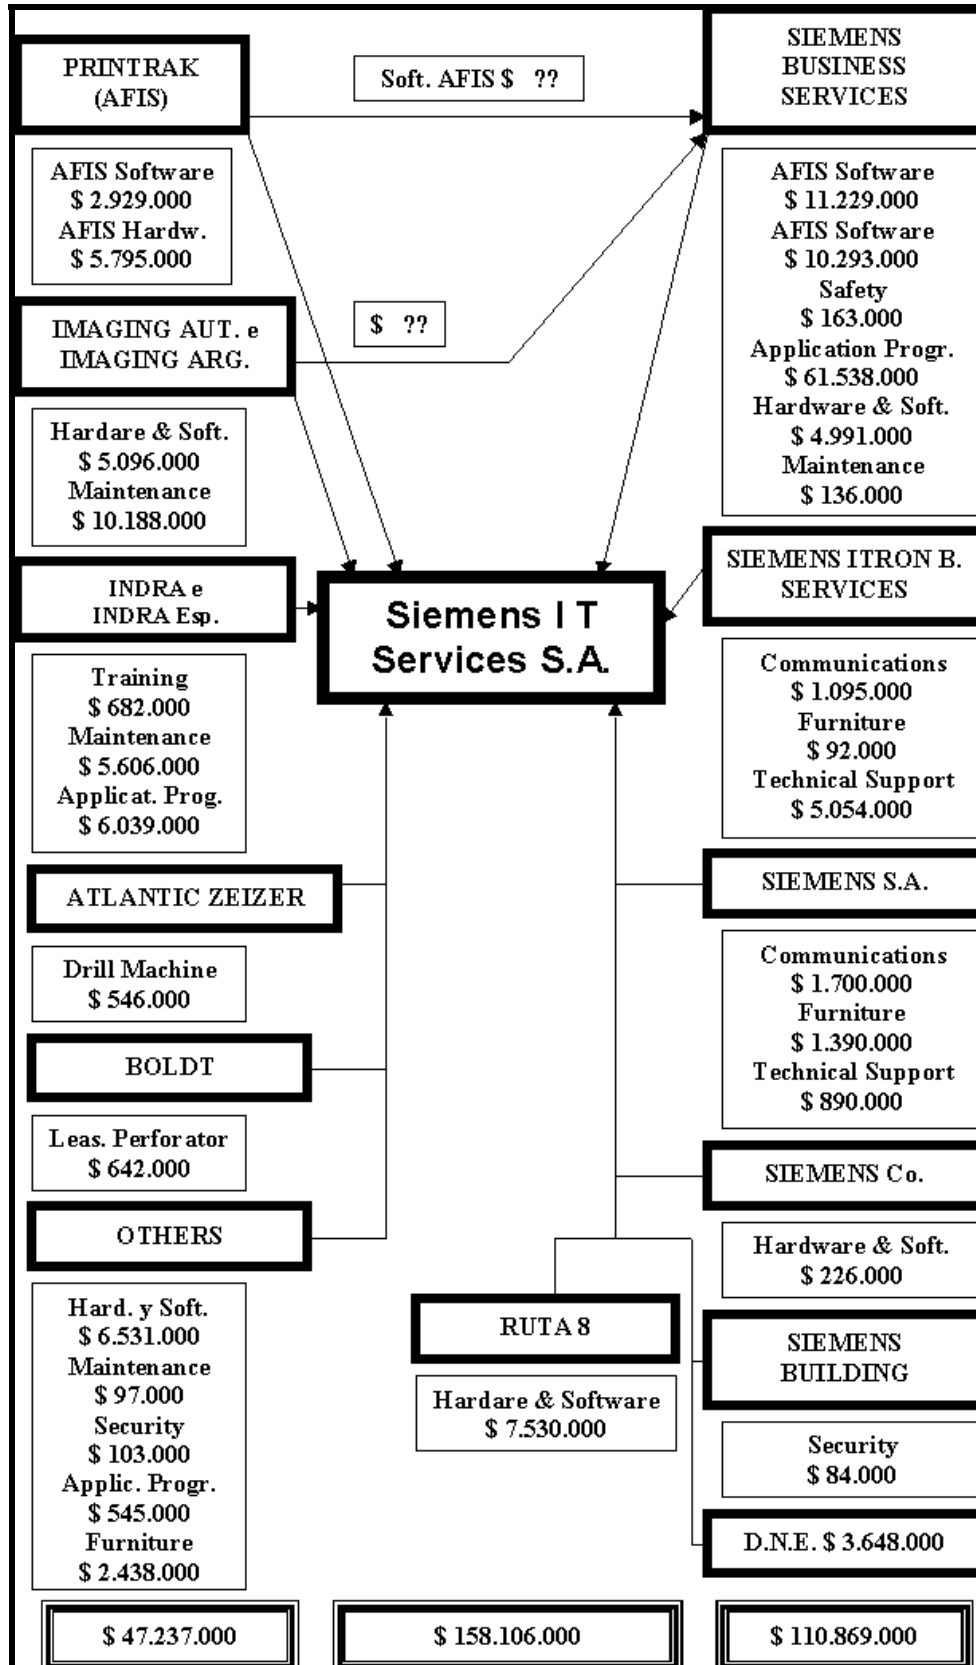 PRINTRAK
(AFIS)
Soft. AFIS $ ??
SIEMENS
BUSINESS
SERVICES
AFIS Software
$ 2.929.000
AFIS Hardw.
$ 5.795.000
AFIS Software
$ 11.229.000
AFIS Software
$ 10.293.000
Safety
$ 163.000
Application Progr.
$ 61.538.000
Hardware & Soft.
$ 4.991.000
Maintenance
$ 136.000
IMAGING AUT. e
IMAGING ARG.
$ ??
Hardare & Soft.
$ 5.096.000
Maintenance
$ 10.188.000
INDRA e
INDRA Esp.
Siemens I T
Services S.A.
SIEMENS ITRON B.
SERVICES
Training
$ 682.000
Maintenance
$ 5.606.000
Applicat. Prog.
$ 6.039.000
Communications
$ 1.095.000
Furniture
$ 92.000
Technical Support
$ 5.054.000
ATLANTIC ZEIZER
SIEMENS S.A.
Drill Machine
$ 546.000
Communications
$ 1.700.000
Furniture
$ 1.390.000
Technical Support
$ 890.000
BOLDT
Leas. Perforator
$ 642.000
SIEMENS Co.
OTHERS
Hardware & Soft.
$ 226.000
Hard. y Soft.
$ 6.531.000
Maintenance
$ 97.000
Security
$ 103.000
Applic. Progr.
$ 545.000
Furniture
$ 2.438.000
RUTA 8
Hardare & Software
$ 7.530.000
SIEMENS
BUILDING
Security
$ 84.000
D.N.E. $ 3.648.000
$ 47.237.000
$ 158.106.000
$ 110.869.000